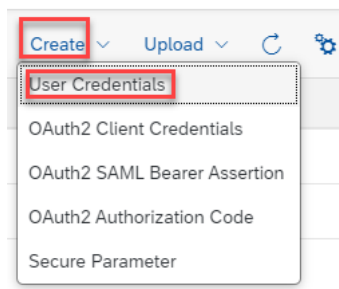 Create Upload
User Credentials
OAuth2 Client Credentials
OAuth2 SAML Bearer Assertion
OAuth2 Authorization Code
Secure Parameter